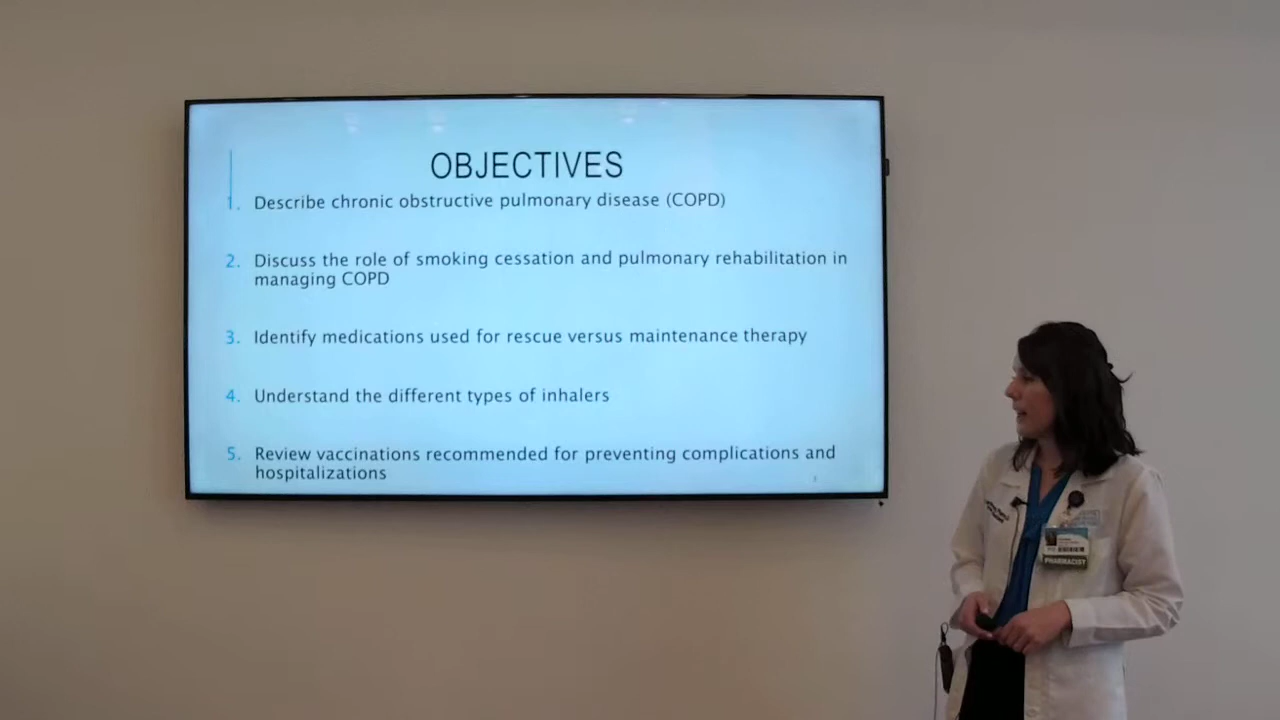 OBJECTIVES
1. Describe chronic obstructive pulmonary disease (COPD)
2. Discuss the role of smoking cessation and pulmonary rehabilitation in
managing COPD
3. Identify medications used for rescue versus maintenance therapy
4. Understand the different types of inhalers
5. Review vaccinations recommended for preventing complications and
hospitalizations
PHARMACIST